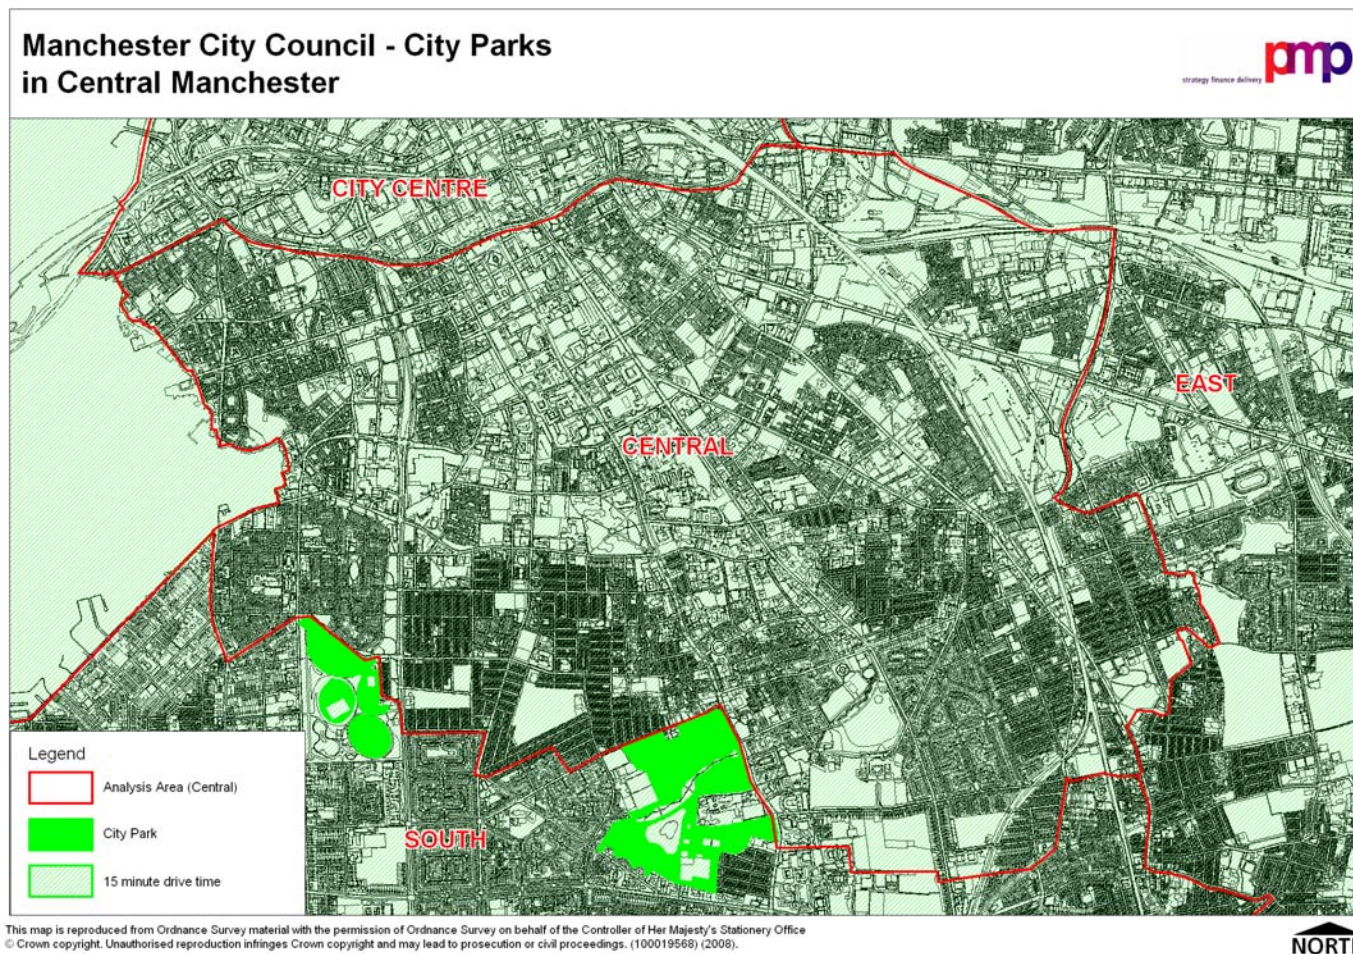 Manchester City Council - City Parks
in Central Manchester
pmp
strategy finance delivery
CITY CENTRE
EAST
CENTRAL
SOUTH
Legend
Analysis Area (Central)
City Park
15 minute drive time
This map is reproduced from Ordnance Survey material with the permission of Ordnance Survey on behalf of the Controller of Her Majesty's Stationery Office
© Crown copyright. Unauthorised reproduction infringes Crown copyright and may lead to prosecution or civil proceedings. (100019568) (2008).
NORTH